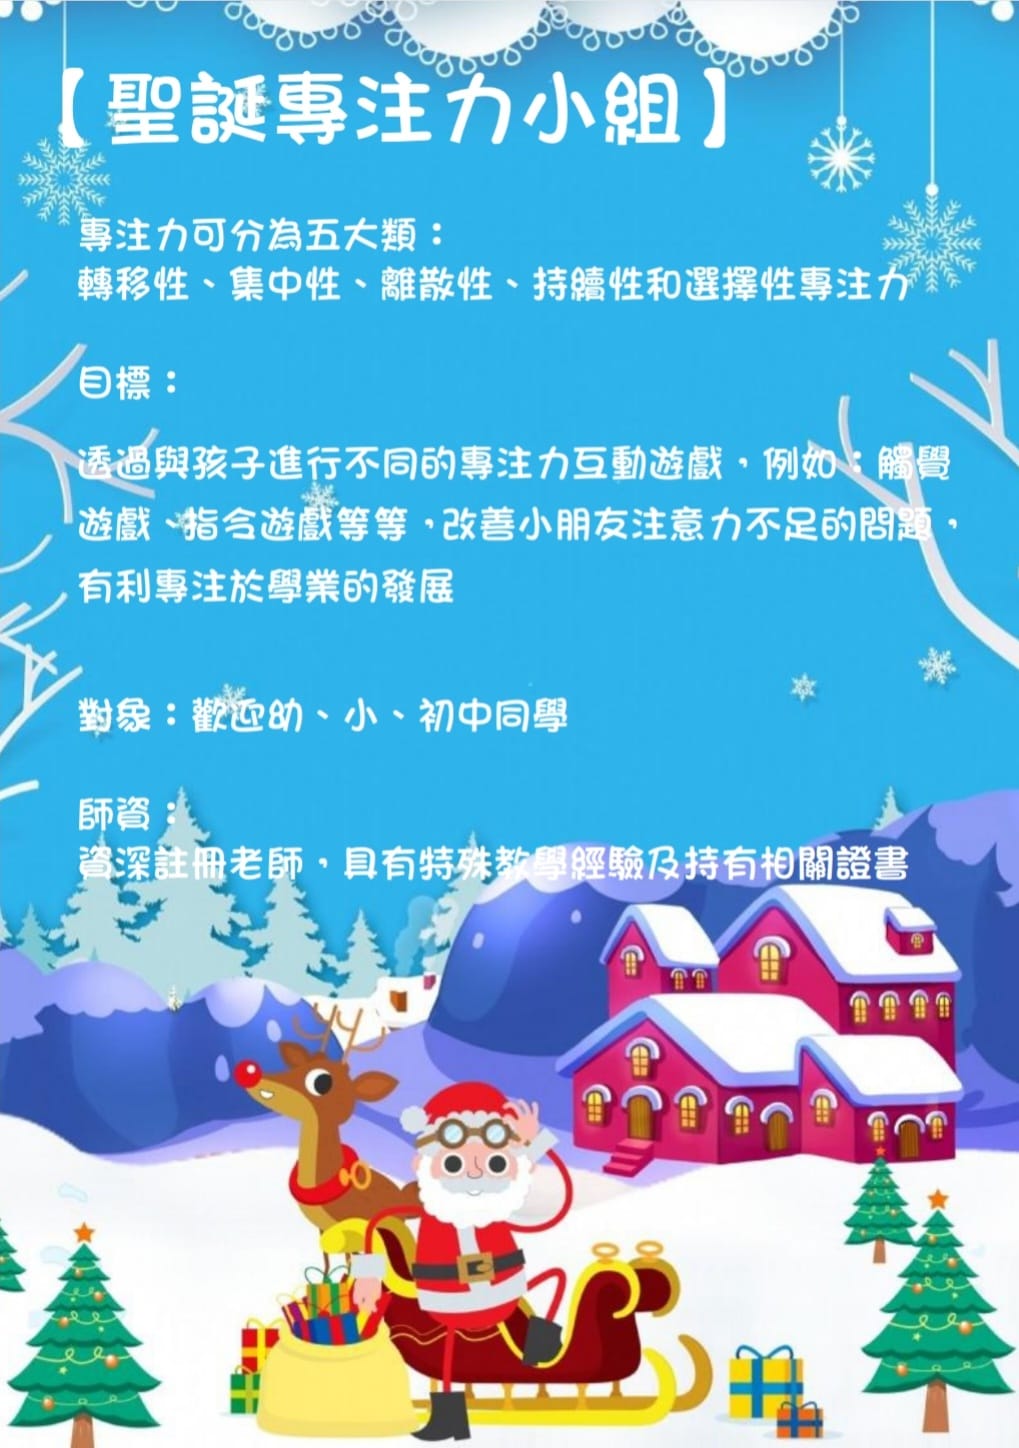 【聖誕專注力小組】
專注力可分為五大類：
轉移性、集中性、離散性、持續性和選擇性專注力
目標：
透過與孩子進行不同的專注力互動遊戲，例如：觸覺
遊戲、指令遊戲等等，改善小朋友注意力不足的問題，
有利專注於學業的發展
對象：歡迎幼、小、初中同學
師資：
資深註冊老師，具有特殊教學經驗及持有相關證書